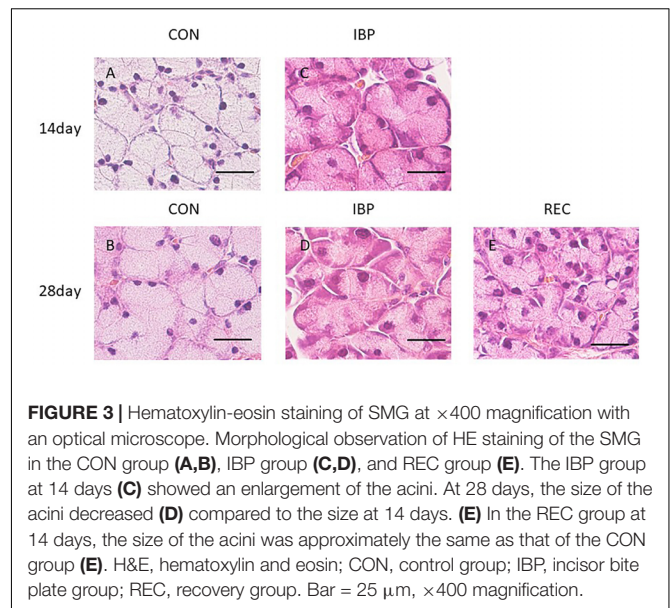 CON IBP
A C
14day
CON IBP REC
B D E
28day
FIGURE 3 | Hematoxylin-eosin staining of SMG at ×400 magnification with
an optical microscope. Morphological observation of HE staining of the SMG
in the CON group (A,B), IBP group (C,D), and REC group (E). The IBP group
at 14 days (C) showed an enlargement of the acini. At 28 days, the size of the
acini decreased (D) compared to the size at 14 days. (E) In the REC group at
14 days, the size of the acini was approximately the same as that of the CON
group (E). H&E, hematoxylin and eosin; CON, control group; IBP, incisor bite
plate group; REC, recovery group. Bar = 25 μm, ×400 magnification.